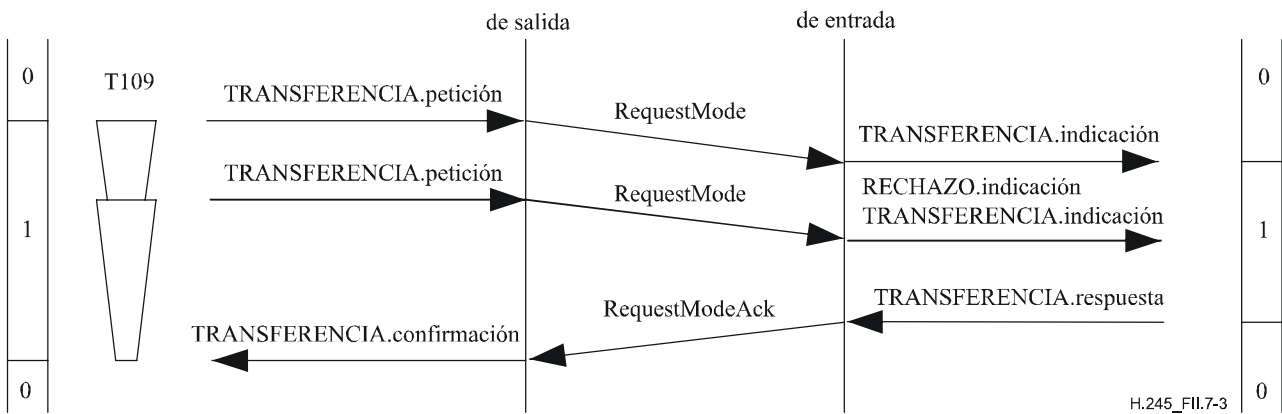 de salida
de entrada
0
T109
0
TRANSFERENCIA.petición
RequestMode
TRANSFERENCIA.indicación
TRANSFERENCIA.petición
RequestMode
RECHAZO.indicación
TRANSFERENCIA.indicación
1
1
TRANSFERENCIA.respuesta
RequestModeAck
TRANSFERENCIA.confirmación
0
0
H.245_FII.7-3